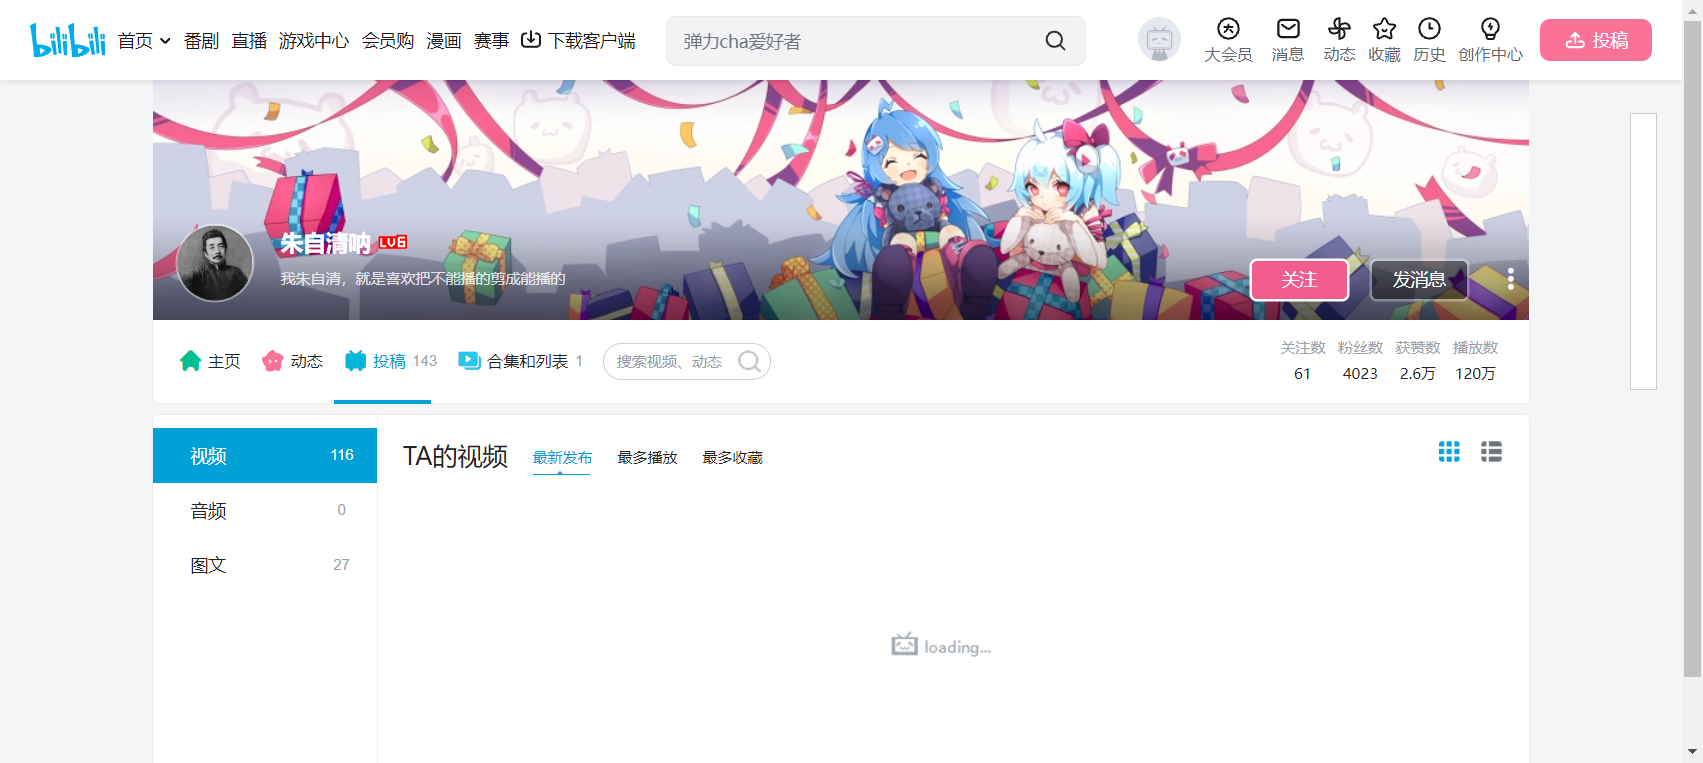 bilibili 首页 番剧 直播 游戏中心 会员购 漫画 赛事 下载客户端
弹力cha爱好者
大会员 消息 动态 收藏 历史 创作中心 投稿
朱自清呐 LV6
我朱自清，就是喜欢把不能播的剪成能播的
关注 发消息
主页 动态 投稿 143 合集和列表 1 搜索视频、动态
关注数 粉丝数 获赞数 播放数
61 4023 2.6万 120万
视频 116
音频 0
图文 27
TA的视频 最新发布 最多播放 最多收藏
loading...